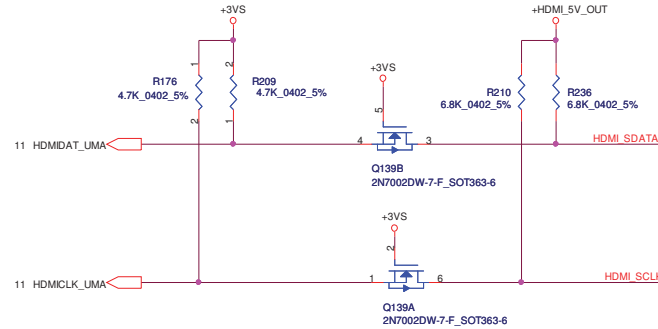 +3VS
+HDMI_5V_OUT
R176
4.7K_0402_5%
1
2
R209
4.7K_0402_5%
2
1
+3VS
R210
6.8K_0402_5%
R236
6.8K_0402_5%
5
11 HDMIDAT_UMA
4
3
HDMI_SDATA
Q139B
2N7002DW-7-F_SOT363-6
+3VS
2
11 HDMICLK_UMA
1
6
HDMI_SCLK
Q139A
2N7002DW-7-F_SOT363-6